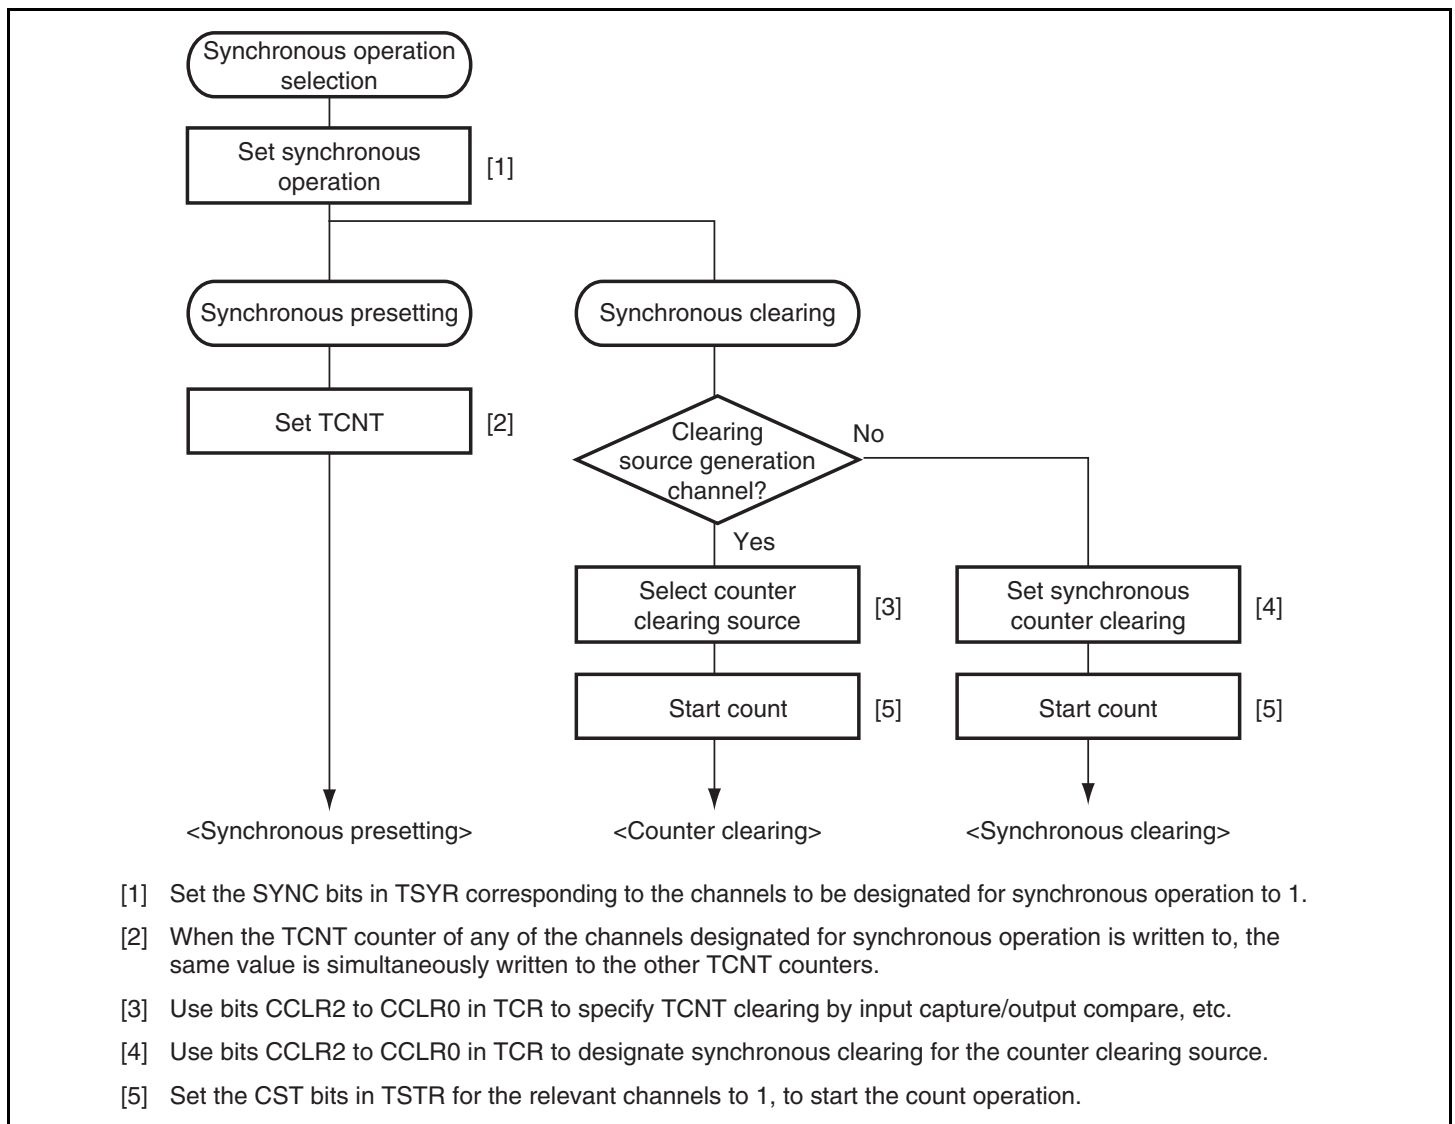 Synchronous operation
selection
Set synchronous
operation
[1]
Synchronous presetting
Synchronous clearing
Set TCNT
[2]
Clearing
source generation
channel?
No
Yes
Select counter
clearing source
[3]
Set synchronous
counter clearing
[4]
Start count
[5]
Start count
[5]
<Synchronous presetting>
<Counter clearing>
<Synchronous clearing>
[1] Set the SYNC bits in TSYR corresponding to the channels to be designated for synchronous operation to 1.
[2] When the TCNT counter of any of the channels designated for synchronous operation is written to, the
same value is simultaneously written to the other TCNT counters.
[3] Use bits CCLR2 to CCLR0 in TCR to specify TCNT clearing by input capture/output compare, etc.
[4] Use bits CCLR2 to CCLR0 in TCR to designate synchronous clearing for the counter clearing source.
[5] Set the CST bits in TSTR for the relevant channels to 1, to start the count operation.